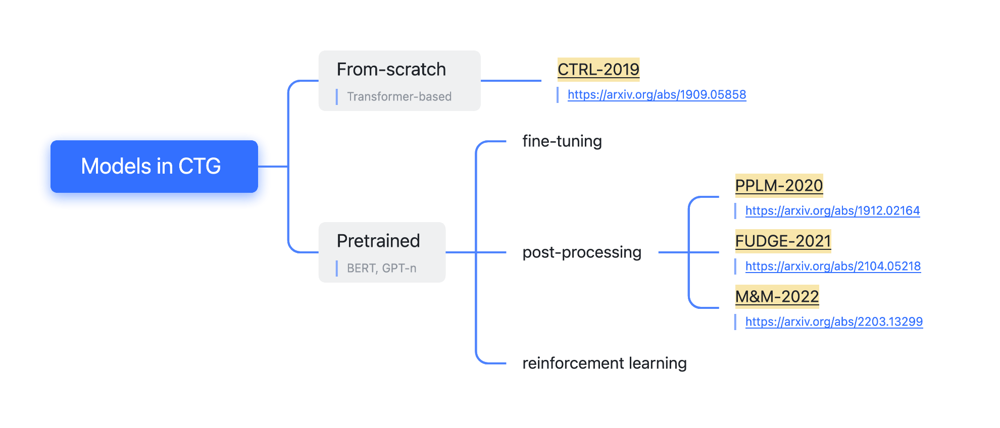 Models in CTG
From-scratch
Transformer-based
CTRL-2019
https://arxiv.org/abs/1909.05858
Pretrained
BERT, GPT-n
fine-tuning
post-processing
PPLM-2020
https://arxiv.org/abs/1912.02164
FUDGE-2021
https://arxiv.org/abs/2104.05218
M&M-2022
https://arxiv.org/abs/2203.13299
reinforcement learning